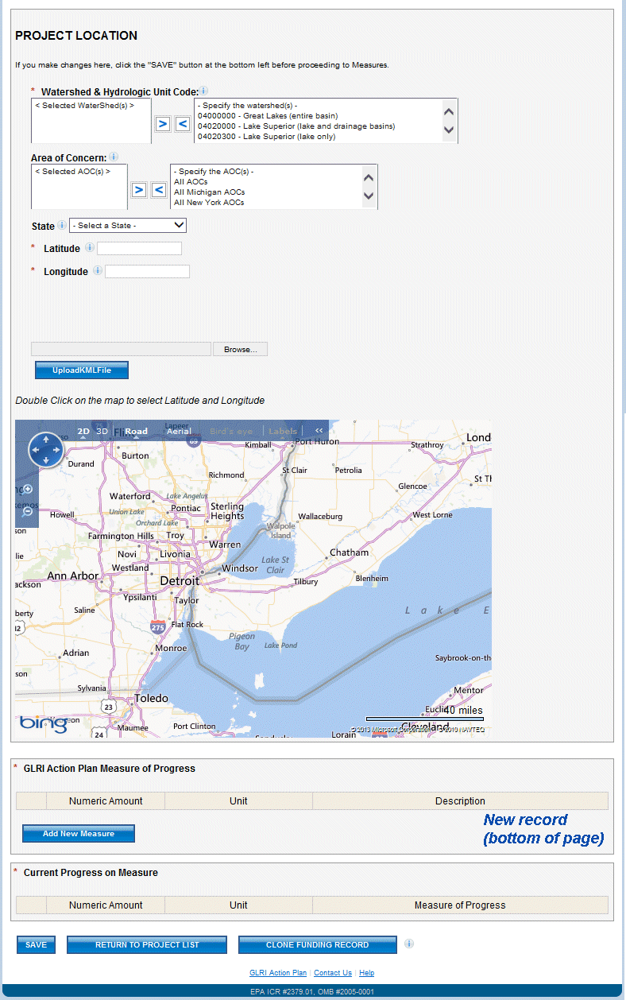 PROJECT LOCATION
If you make changes here, click the "SAVE" button at the bottom left before proceeding to Measures.
* Watershed & Hydrologic Unit Code:
< Selected WaterShed(s) >
> <
- Specify the watershed(s) -
04000000 - Great Lakes (entire basin)
04020000 - Lake Superior (lake and drainage basins)
04020300 - Lake Superior (lake only)
Area of Concern:
< Selected AOC(s) >
> <
- Specify the AOC(s) -
All AOCs
All Michigan AOCs
All New York AOCs
State - Select a State -
* Latitude
* Longitude
Browse...
UploadKMLFile
Double Click on the map to select Latitude and Longitude
2D 3D Road Aerial Bird's eye Labels <<
Flint
Lapeer
69
Kimball
Port Huron
Strathroy
Lond
Durand
Burton
Richmond
St Clair
Petrolia
Glencoe
St Th
Waterford
Lake Angelus
Howell
Union Lake
Pontiac
Sterling
Heights
Wallaceburg
West Lorne
Orchard Lake
Walpole
Island
son
Farmington Hills
Troy
Warren
Chatham
lie
Novi
Livonia
Lake St
Clair
Westland
Windsor
Ann Arbor
Detroit
Tilbury
Blenheim
ackson
Ypsilanti
Taylor
Saline
Lake E
berty
275
Flat Rock
12
Pigeon
Bay
Lake Pond
Adrian
Monroe
Saybrook-on-th
son
Sylvania
Mentor
Toledo
23
Eucli
40 miles
bing
eon
Maumee
Port Clinton
Cleveland
© 2013 Microsoft Corporation © 2010 NAVTEQ
24
Sandusky
Lorain
* GLRI Action Plan Measure of Progress
Numeric Amount Unit Description
Add New Measure
New record
(bottom of page)
* Current Progress on Measure
Numeric Amount Unit Measure of Progress
SAVE RETURN TO PROJECT LIST CLONE FUNDING RECORD
GLRI Action Plan | Contact Us | Help
EPA ICR #2379.01, OMB #2005-0001